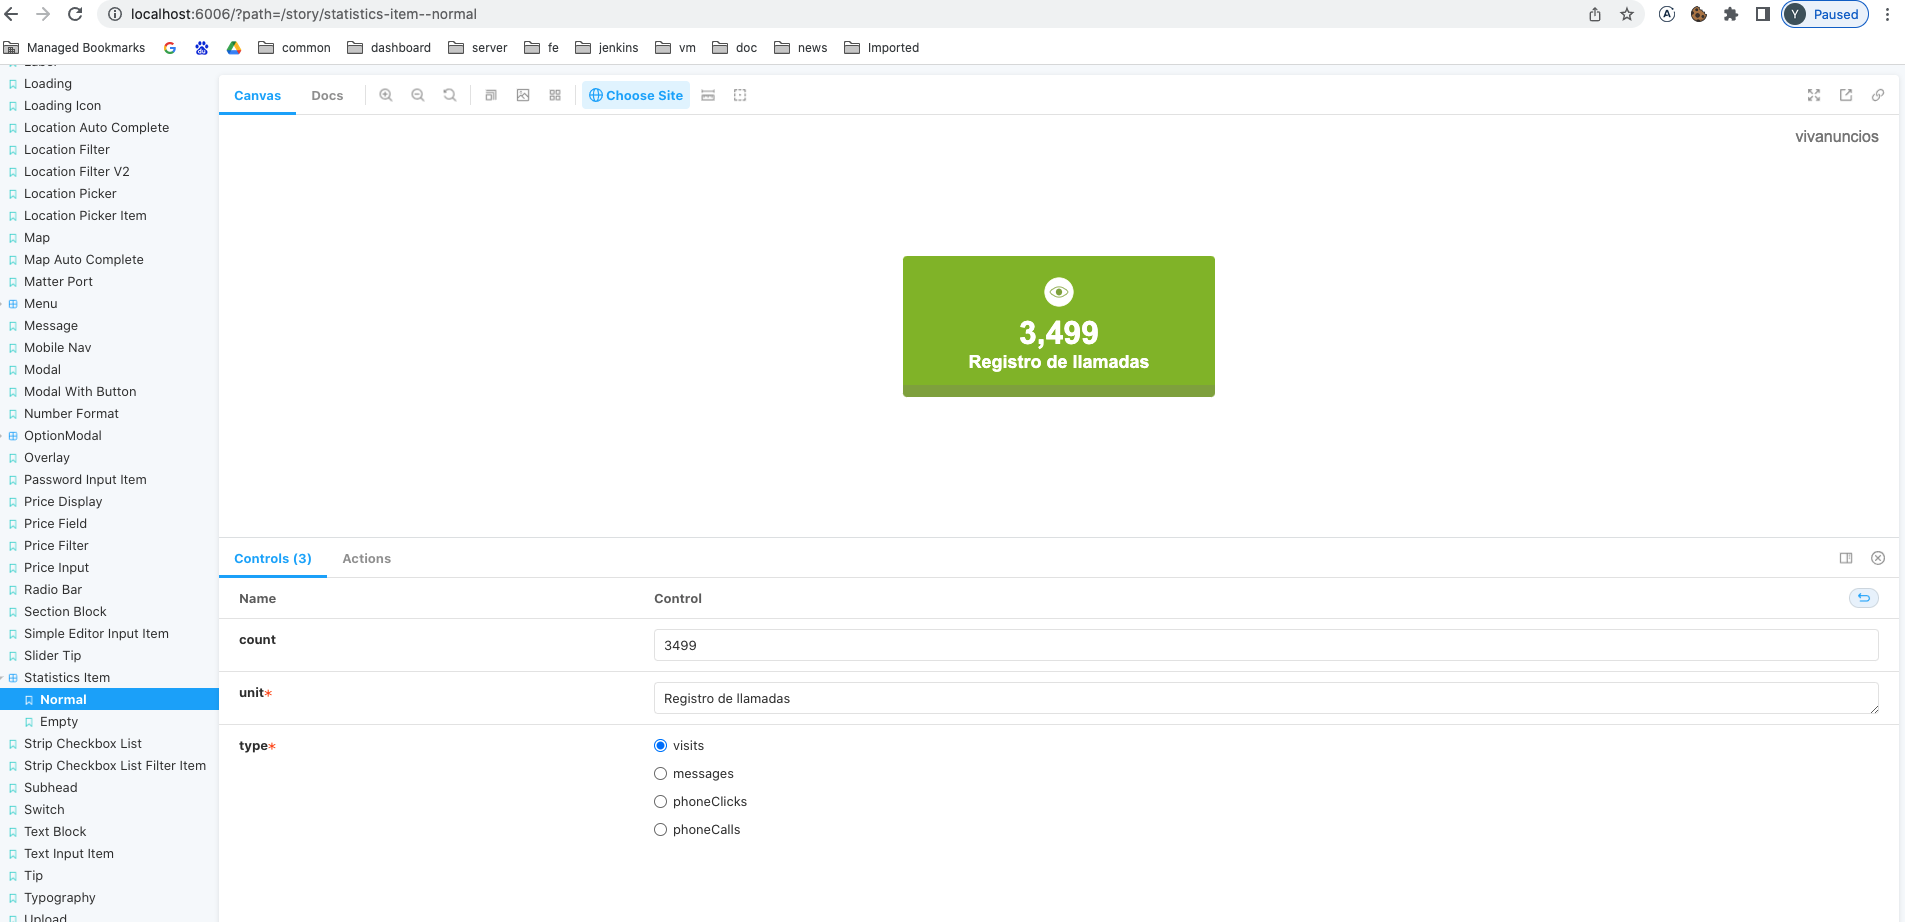 localhost:6006/?path=/story/statistics-item--normal
A
Y Paused
Managed Bookmarks G du common dashboard server fe jenkins vm doc news Imported
Label
Loading
Loading Icon
Location Auto Complete
Location Filter
Location Filter V2
Location Picker
Location Picker Item
Map
Map Auto Complete
Matter Port
Menu
Message
Mobile Nav
Modal
Modal With Button
Number Format
OptionModal
Overlay
Password Input Item
Price Display
Price Field
Price Filter
Price Input
Radio Bar
Section Block
Simple Editor Input Item
Slider Tip
Statistics Item
Normal
Empty
Strip Checkbox List
Strip Checkbox List Filter Item
Subhead
Switch
Text Block
Text Input Item
Tip
Typography
Upload
Canvas Docs Choose Site
vivanuncios
3,499
Registro de llamadas
Controls (3) Actions
Name Control
count 3499
unit* Registro de llamadas
type* visits
messages
phoneClicks
phoneCalls